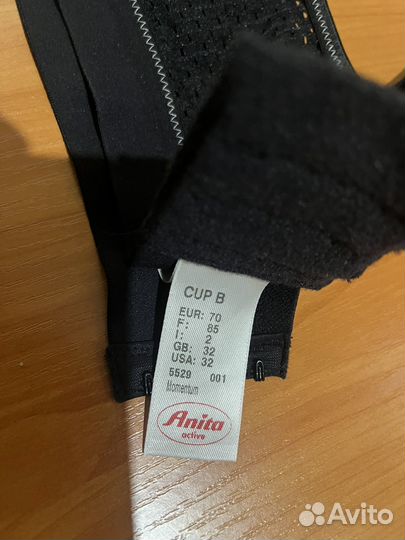 CUP B
EUR: 70
F: 85
I: 2
GB: 32
USA: 32
5529 001
Momentum
Anita
active
Avito